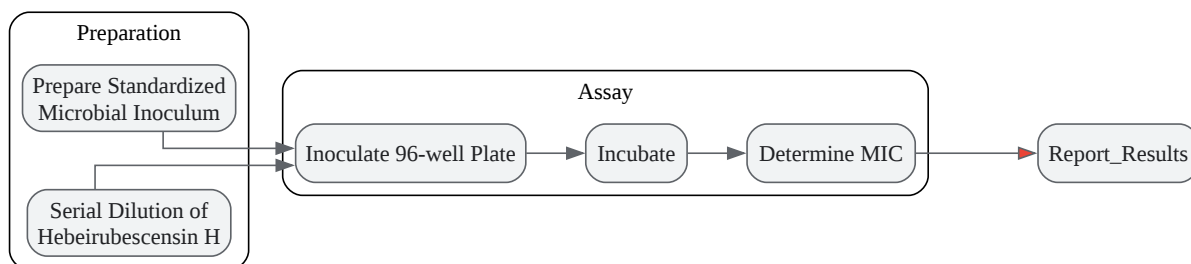 Preparation
Prepare Standardized
Microbial Inoculum
Serial Dilution of
Hebeirubescensin H
Assay
Inoculate 96-well Plate
Incubate
Determine MIC
Report_Results